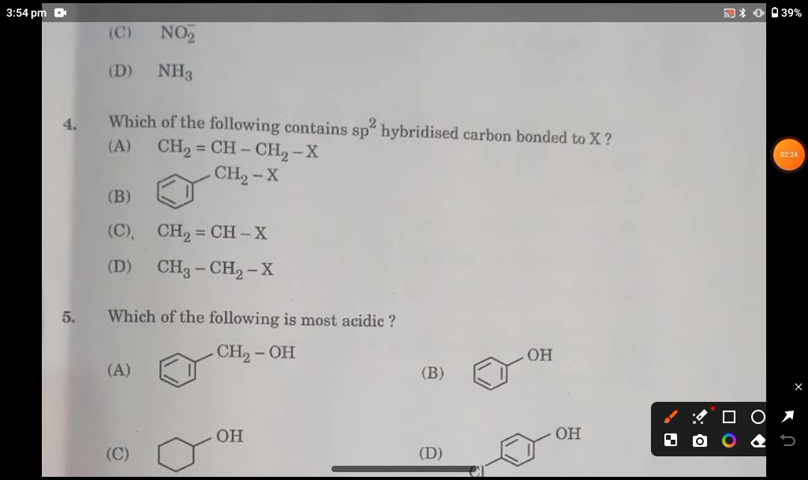 3:54 pm 39%
(C) NO₂⁻
(D) NH₃
4. Which of the following contains sp² hybridised carbon bonded to X ?
(A) CH₂ = CH – CH₂ – X
CH₂ – X
(B)
(C), CH₂ = CH – X
02:24
(D) CH₃ – CH₂ – X
5. Which of the following is most acidic ?
(A) CH₂ – OH
(B) OH
(C) OH
(D) OH
Cl